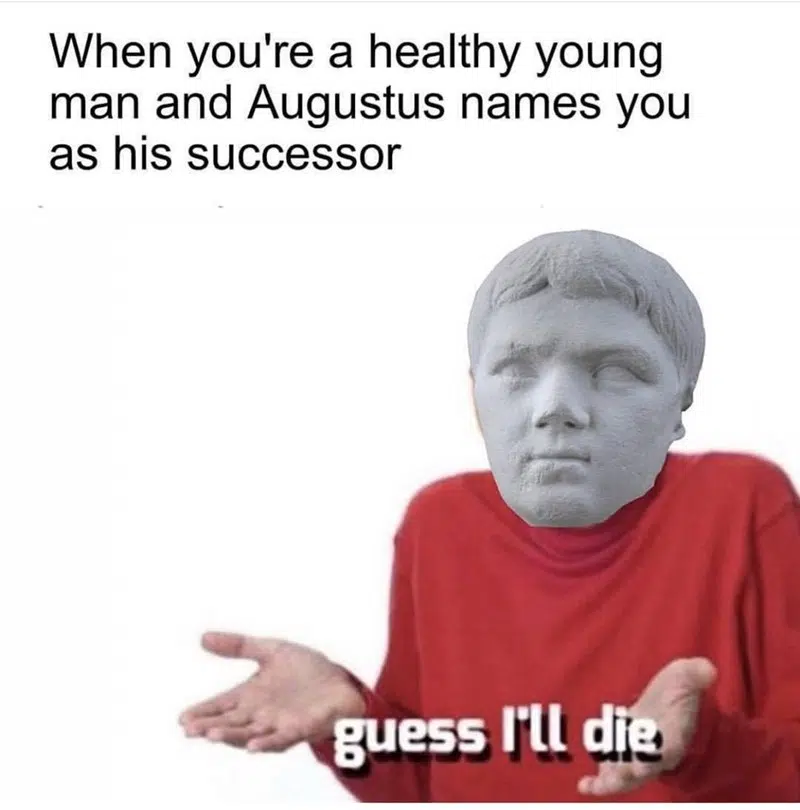 When you're a healthy young
man and Augustus names you
as his successor
guess I'll die